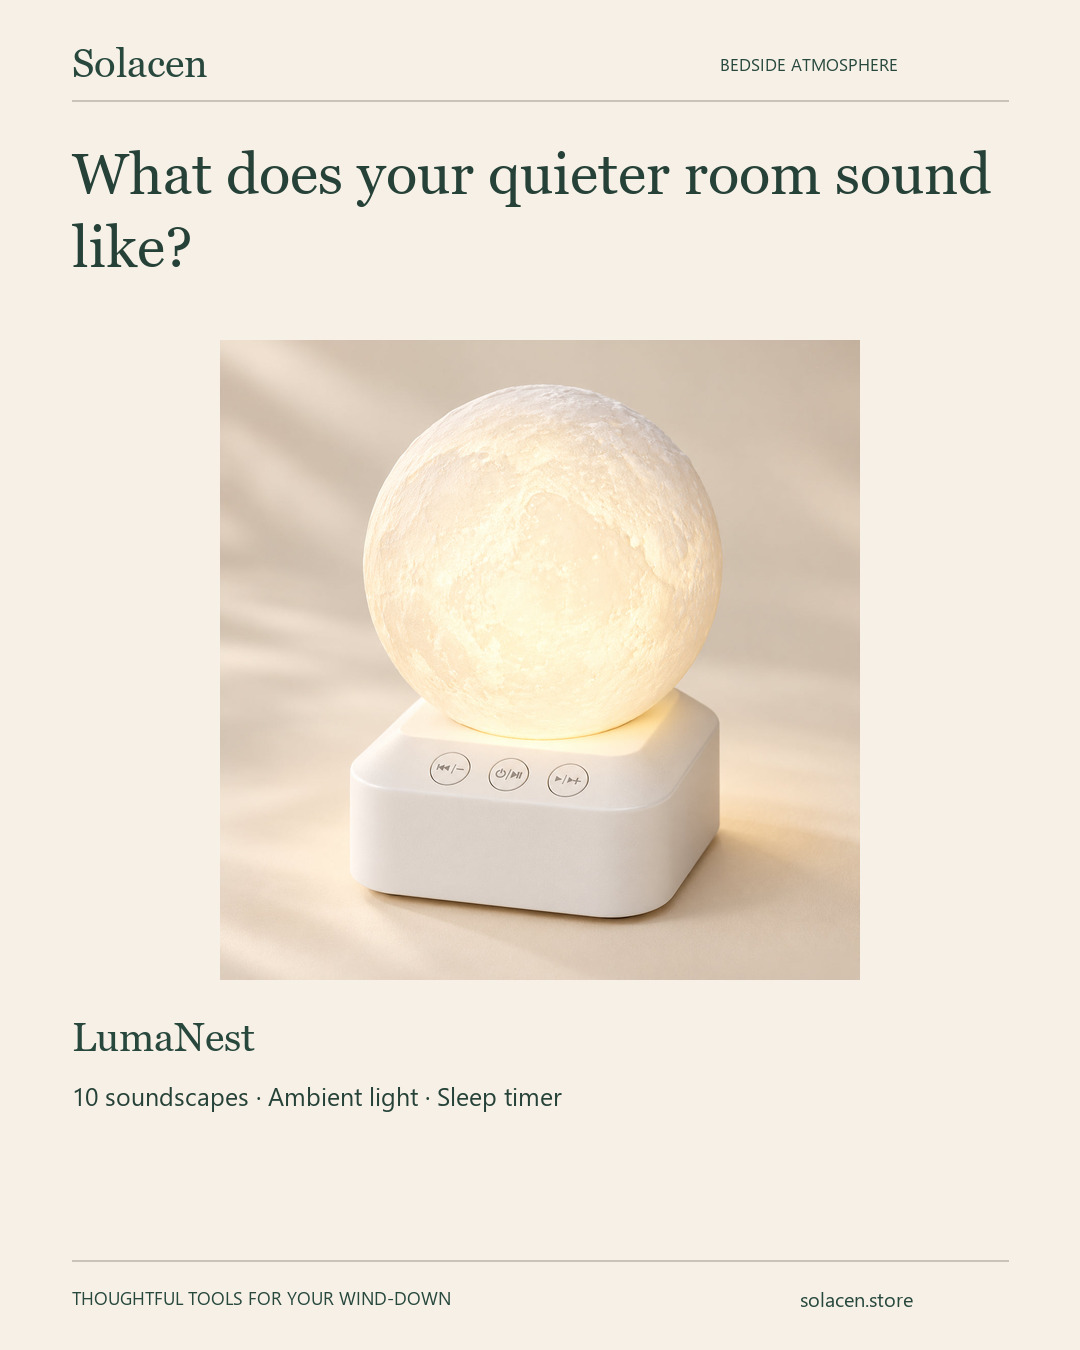 Solacen
BEDSIDE ATMOSPHERE
What does your quieter room sound
like?
LumaNest
10 soundscapes · Ambient light · Sleep timer
THOUGHTFUL TOOLS FOR YOUR WIND-DOWN
solacen.store